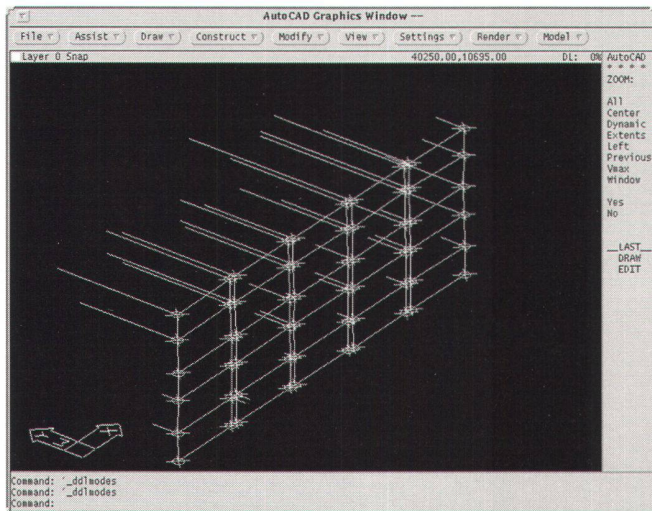 AutoCAD Graphics Window --
File Assist Draw Construct Modify View Settings Render Model
Layer 0 Snap 40250.00,10695.00 DL: 0% AutoCAD
* * * *
ZOOM:
All
Center
Dynamic
Extents
Left
Previous
Vmax
Window
Yes
No
__LAST__
DRAW
EDIT
Command: '_ddlmodes
Command: '_ddlmodes
Command: